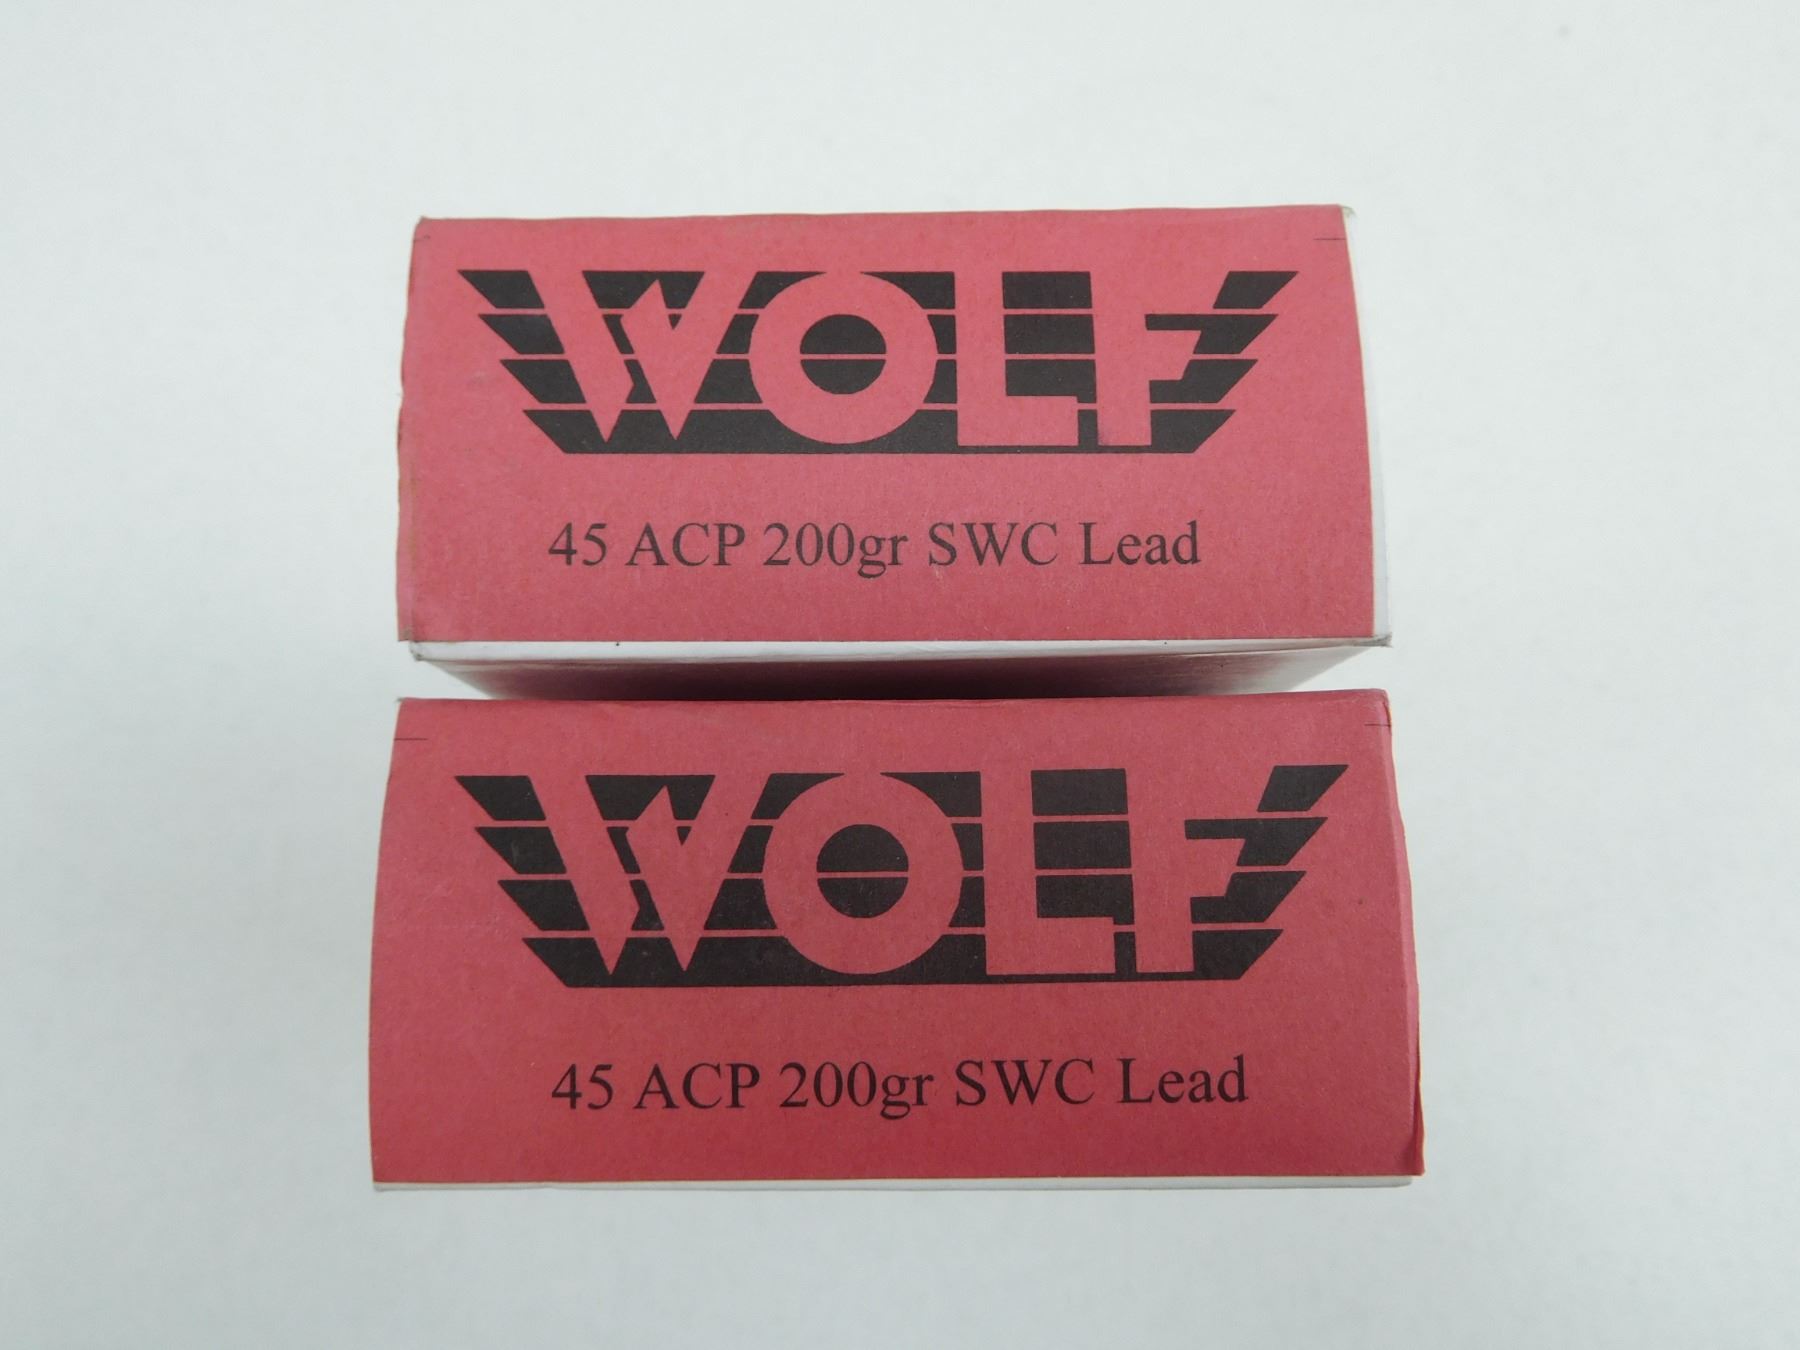 WOLF
45 ACP 200gr SWC Lead
WOLF
45 ACP 200gr SWC Lead